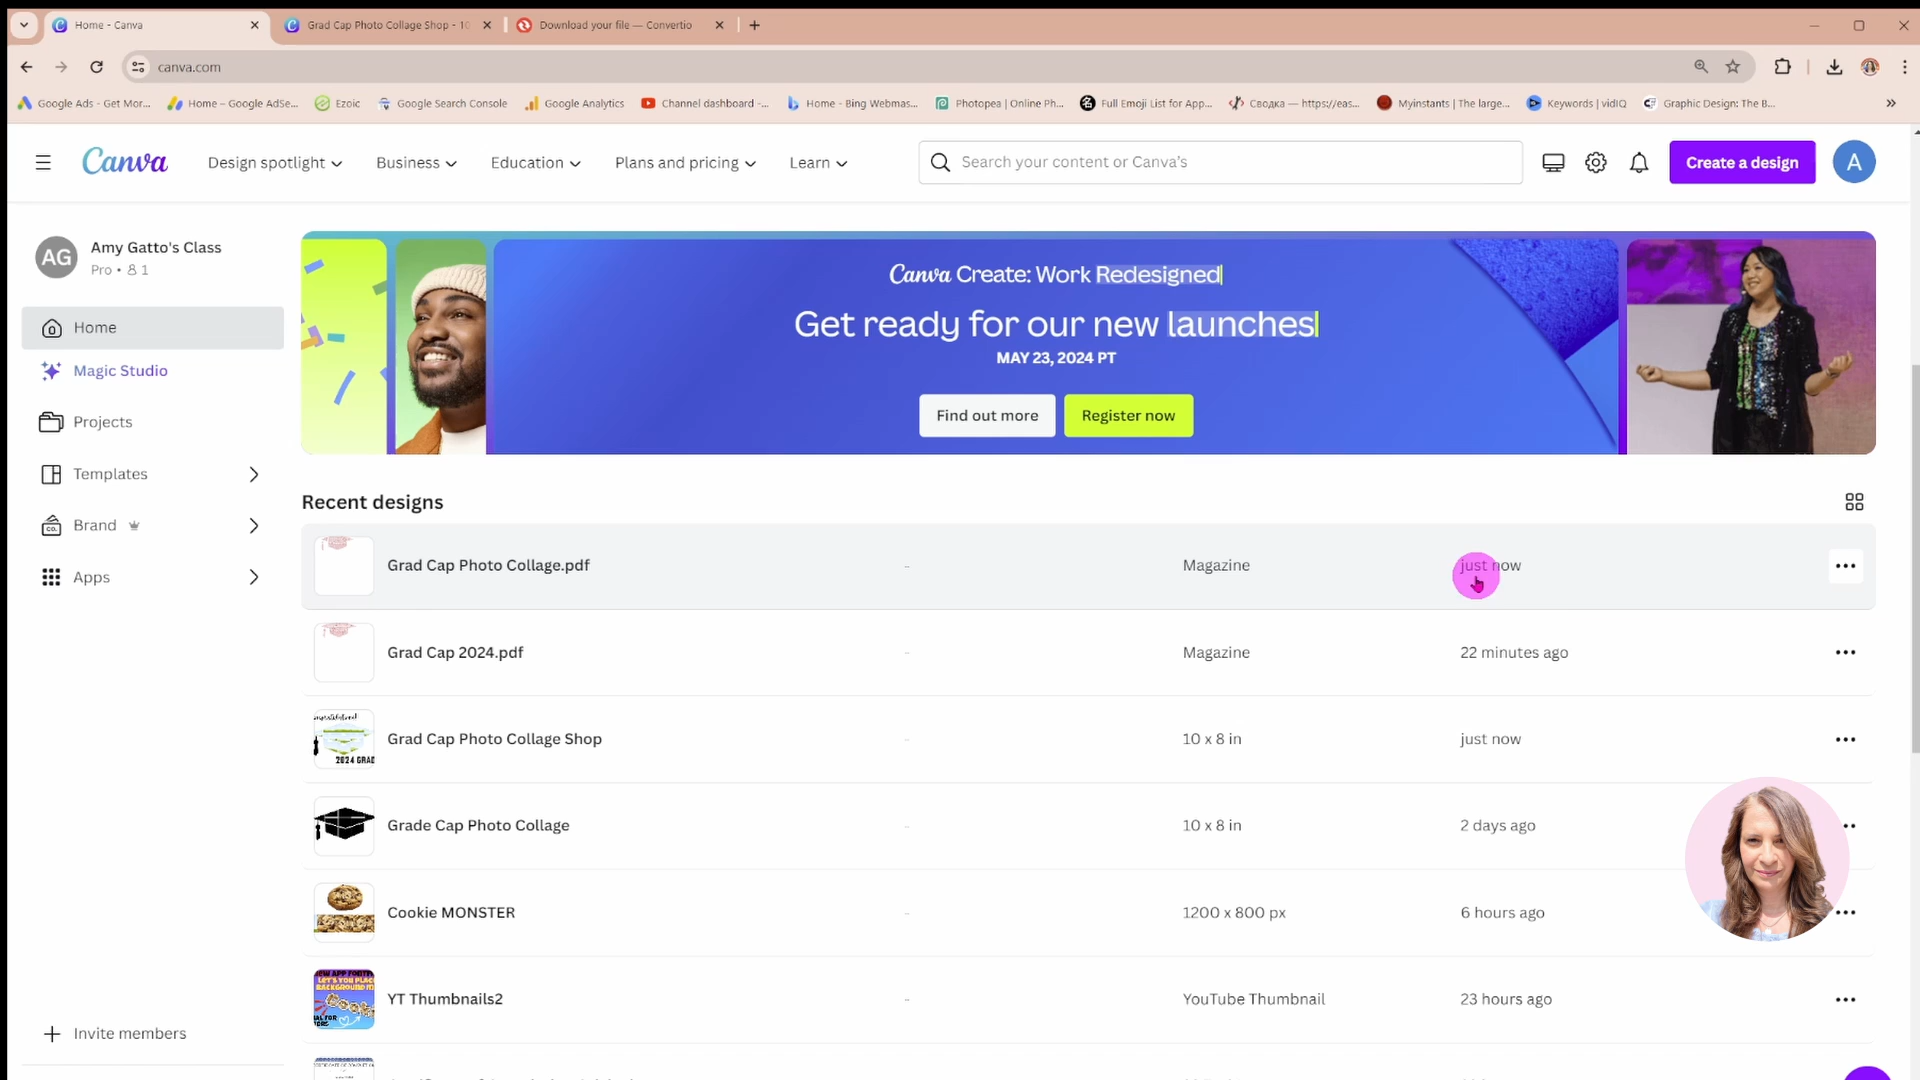 Home - Canva
Grad Cap Photo Collage Shop - 10
Download your file — Convertio
canva.com
Google Ads - Get Mor...
Home – Google AdSe...
Ezoic
Google Search Console
Google Analytics
Channel dashboard -...
Home - Bing Webmas...
Photopea | Online Ph...
Full Emoji List for App...
Сводка — https://eas...
Myinstants | The large...
Keywords | vidIQ
Graphic Design: The B...
Canva
Design spotlight
Business
Education
Plans and pricing
Learn
Search your content or Canva's
Create a design
A
AG
Amy Gatto's Class
Pro • 1
Home
Magic Studio
Projects
Templates
Brand
Apps
Invite members
Canva Create: Work Redesigned
Get ready for our new launches
MAY 23, 2024 PT
Find out more
Register now
Recent designs
Grad Cap Photo Collage.pdf - Magazine just now
Grad Cap 2024.pdf - Magazine 22 minutes ago
Grad Cap Photo Collage Shop - 10 x 8 in just now
2024 GRAD
Grade Cap Photo Collage - 10 x 8 in 2 days ago
Cookie MONSTER - 1200 x 800 px 6 hours ago
YT Thumbnails2 - YouTube Thumbnail 23 hours ago